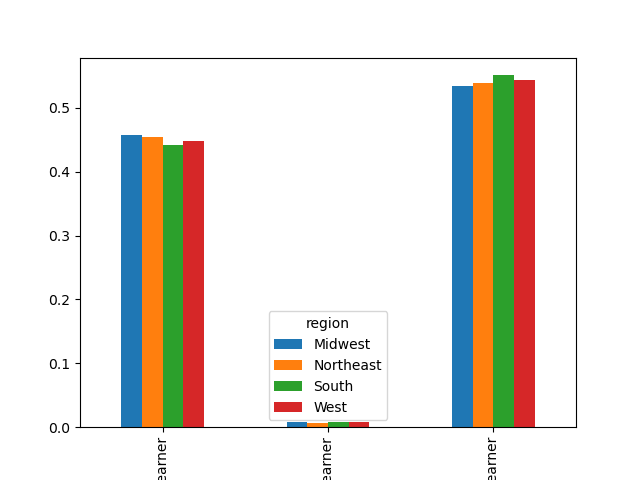 0.5
0.4
0.3
0.2
0.1
0.0
region
Midwest
Northeast
South
West
earner
earner
earner